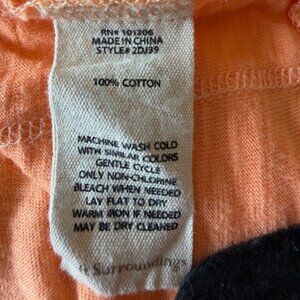 RN# 101206
MADE IN CHINA
STYLE# 2DJ99
100% COTTON
MACHINE WASH COLD
WITH SIMILAR COLORS
GENTLE CYCLE
ONLY NON-CHLORINE
BLEACH WHEN NEEDED
LAY FLAT TO DRY
WARM IRON IF NEEDED
MAY BE DRY CLEANED
Surroundings